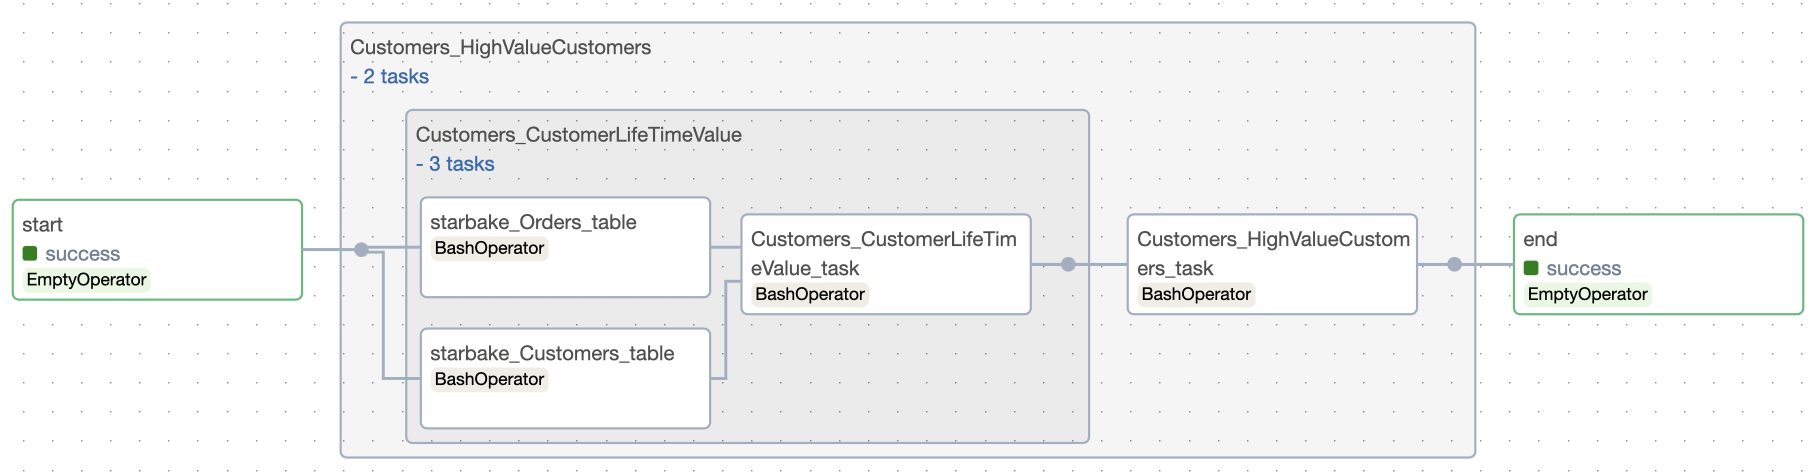 Customers_HighValueCustomers
- 2 tasks
Customers_CustomerLifeTimeValue
- 3 tasks
start
success
EmptyOperator
starbake_Orders_table
BashOperator
starbake_Customers_table
BashOperator
Customers_CustomerLifeTim
eValue_task
BashOperator
Customers_HighValueCustom
ers_task
BashOperator
end
success
EmptyOperator